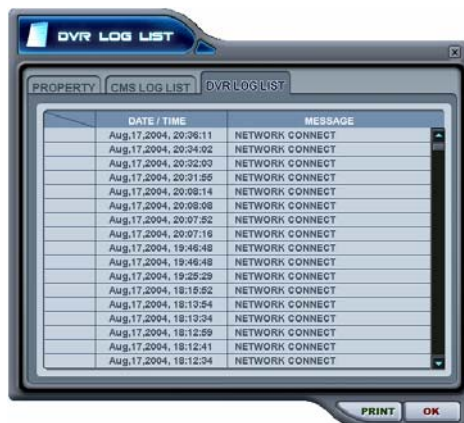 DVR LOG LIST
PROPERTY CMS LOG LIST DVR LOG LIST
DATE / TIME MESSAGE
Aug,17,2004, 20:36:11 NETWORK CONNECT
Aug,17,2004, 20:34:02 NETWORK CONNECT
Aug,17,2004, 20:32:03 NETWORK CONNECT
Aug,17,2004, 20:31:55 NETWORK CONNECT
Aug,17,2004, 20:08:14 NETWORK CONNECT
Aug,17,2004, 20:08:08 NETWORK CONNECT
Aug,17,2004, 20:07:52 NETWORK CONNECT
Aug,17,2004, 20:07:16 NETWORK CONNECT
Aug,17,2004, 19:46:48 NETWORK CONNECT
Aug,17,2004, 19:46:48 NETWORK CONNECT
Aug,17,2004, 19:25:29 NETWORK CONNECT
Aug,17,2004, 18:15:52 NETWORK CONNECT
Aug,17,2004, 18:13:54 NETWORK CONNECT
Aug,17,2004, 18:13:34 NETWORK CONNECT
Aug,17,2004, 18:12:59 NETWORK CONNECT
Aug,17,2004, 18:12:41 NETWORK CONNECT
Aug,17,2004, 18:12:34 NETWORK CONNECT
PRINT OK